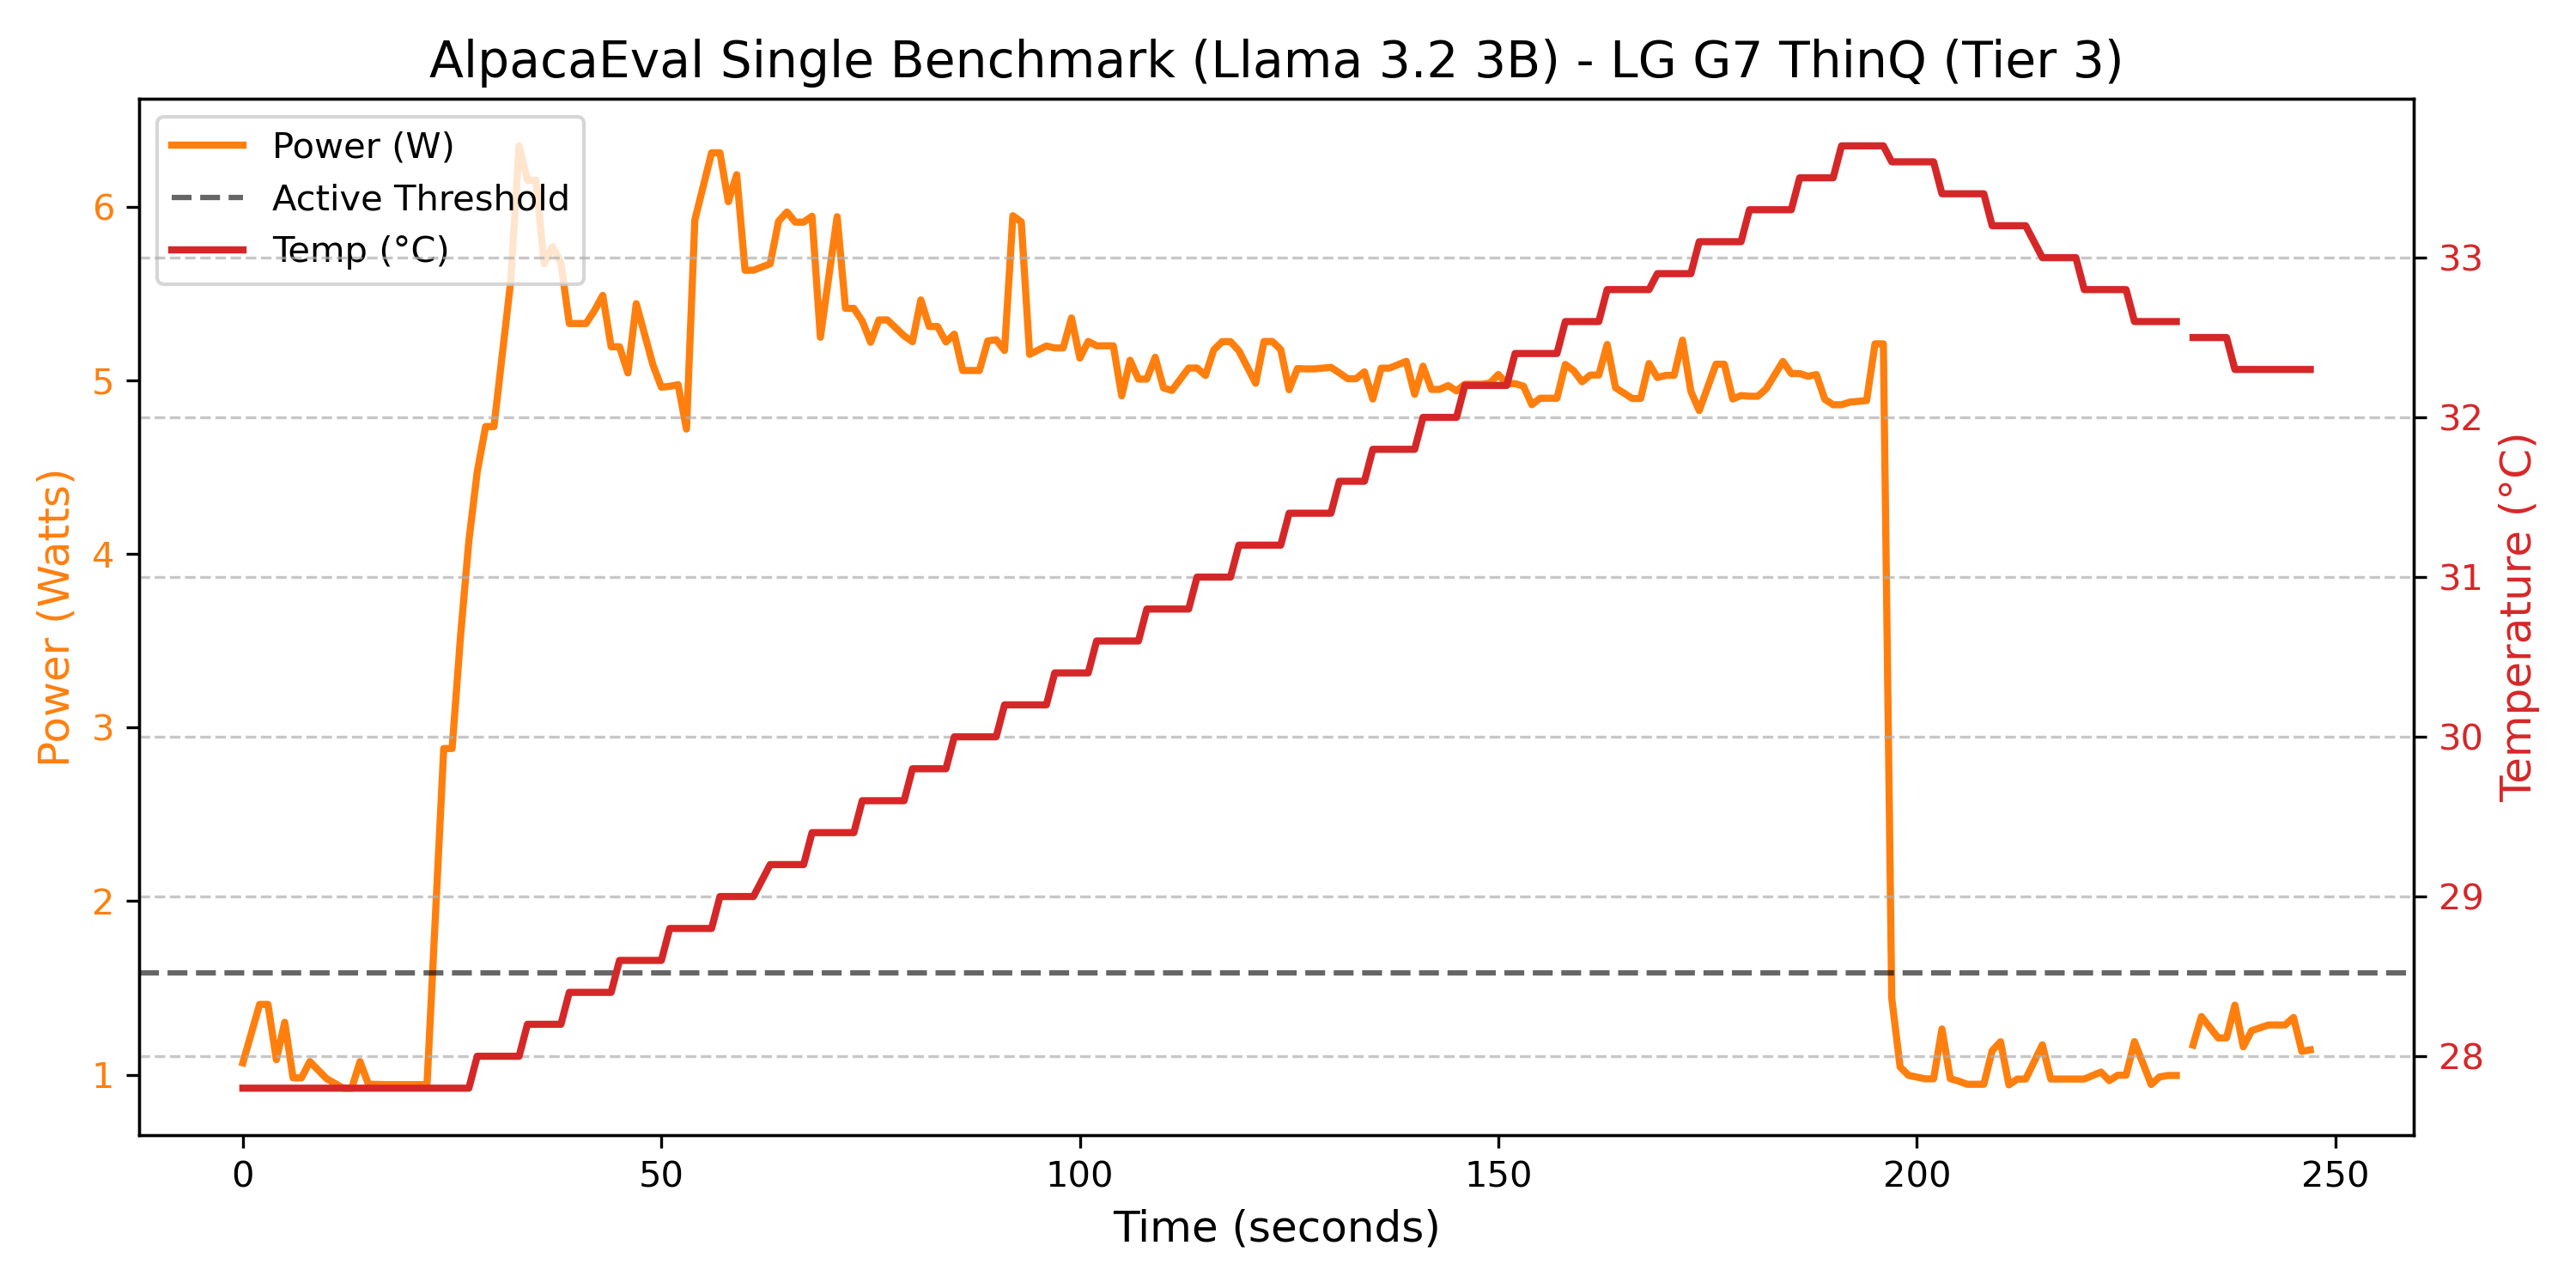 AlpacaEval Single Benchmark (Llama 3.2 3B) - LG G7 ThinQ (Tier 3)
Power (W)
Active Threshold
Temp (°C)
Power (Watts)
6
5
4
3
2
1
33
32
31
30
29
28
Temperature (°C)
0 50 100 150 200 250
Time (seconds)